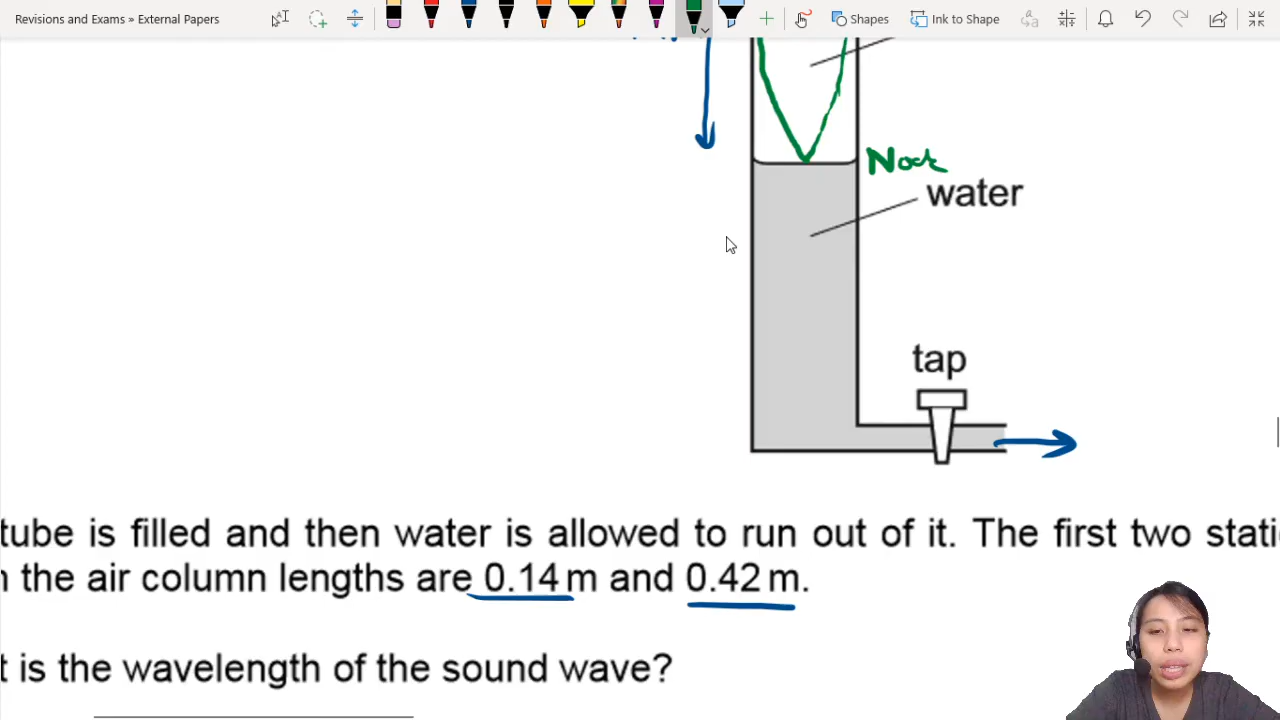 Revisions and Exams » External Papers
Shapes
Ink to Shape
water
tap
tube is filled and then water is allowed to run out of it. The first two
the air column lengths are 0.14 m and 0.42 m.
is the wavelength of the sound wave?